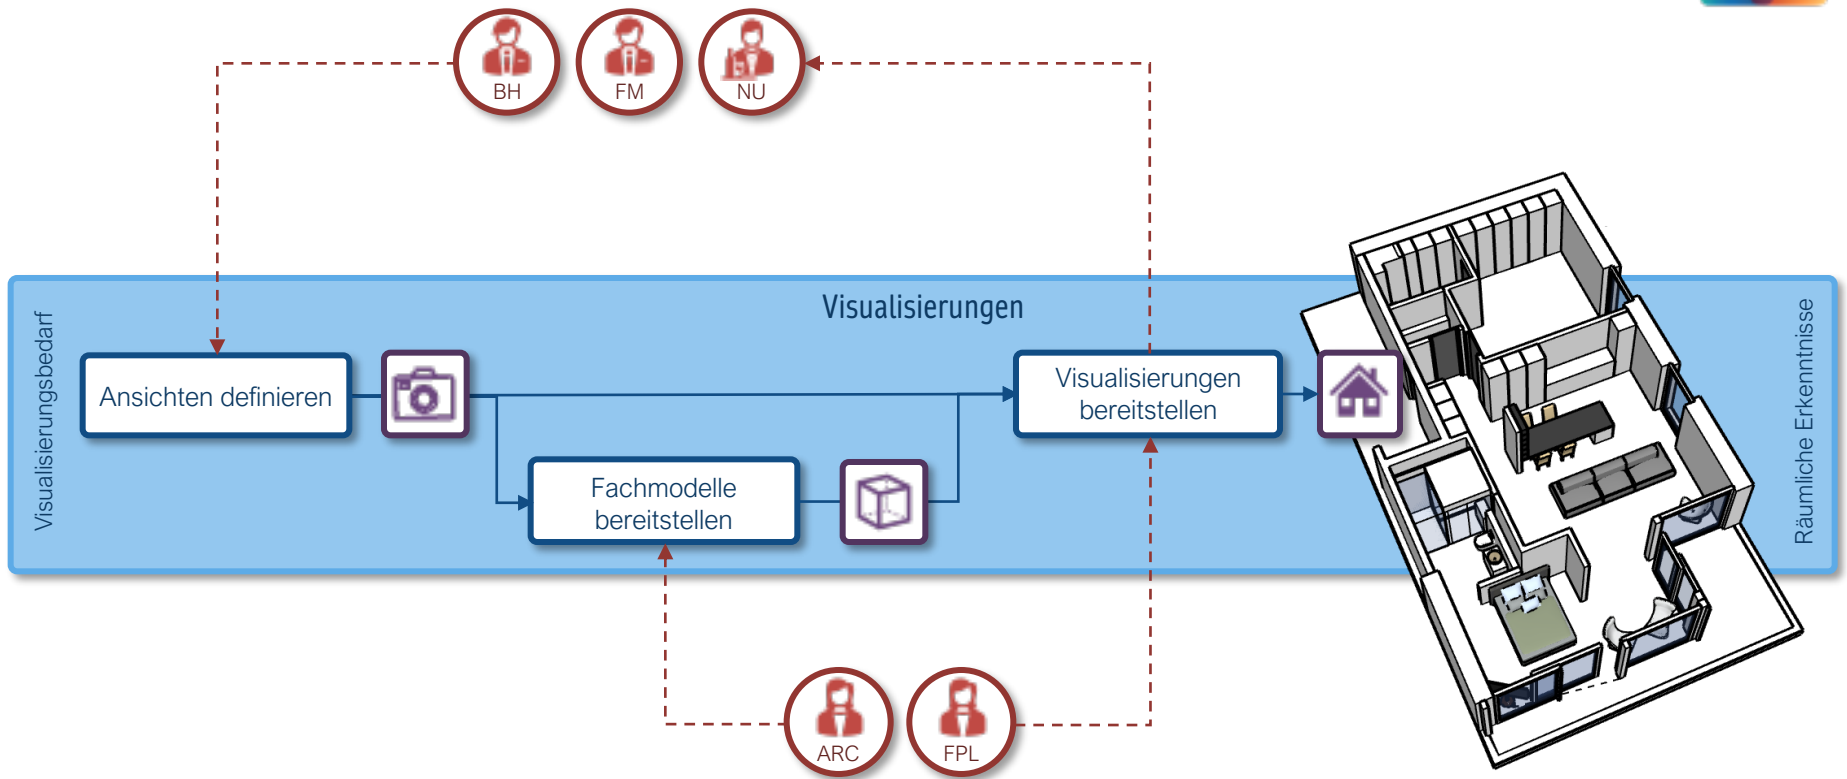 BH
FM
NU
Visualisierungen
Visualisierungsbedarf
Räumliche Erkenntnisse
Ansichten definieren
Visualisierungen
bereitstellen
Fachmodelle
bereitstellen
ARC
FPL